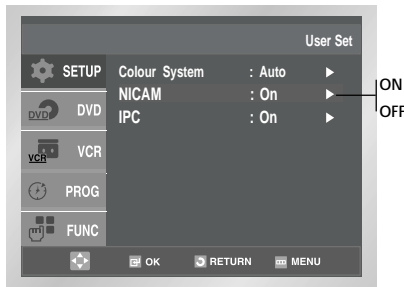 User Set
SETUP
Colour System : Auto ►
NICAM : On ►
ON
OFF
IPC : On ►
DVD DVD
VCR VCR
PROG
FUNC
OK RETURN MENU